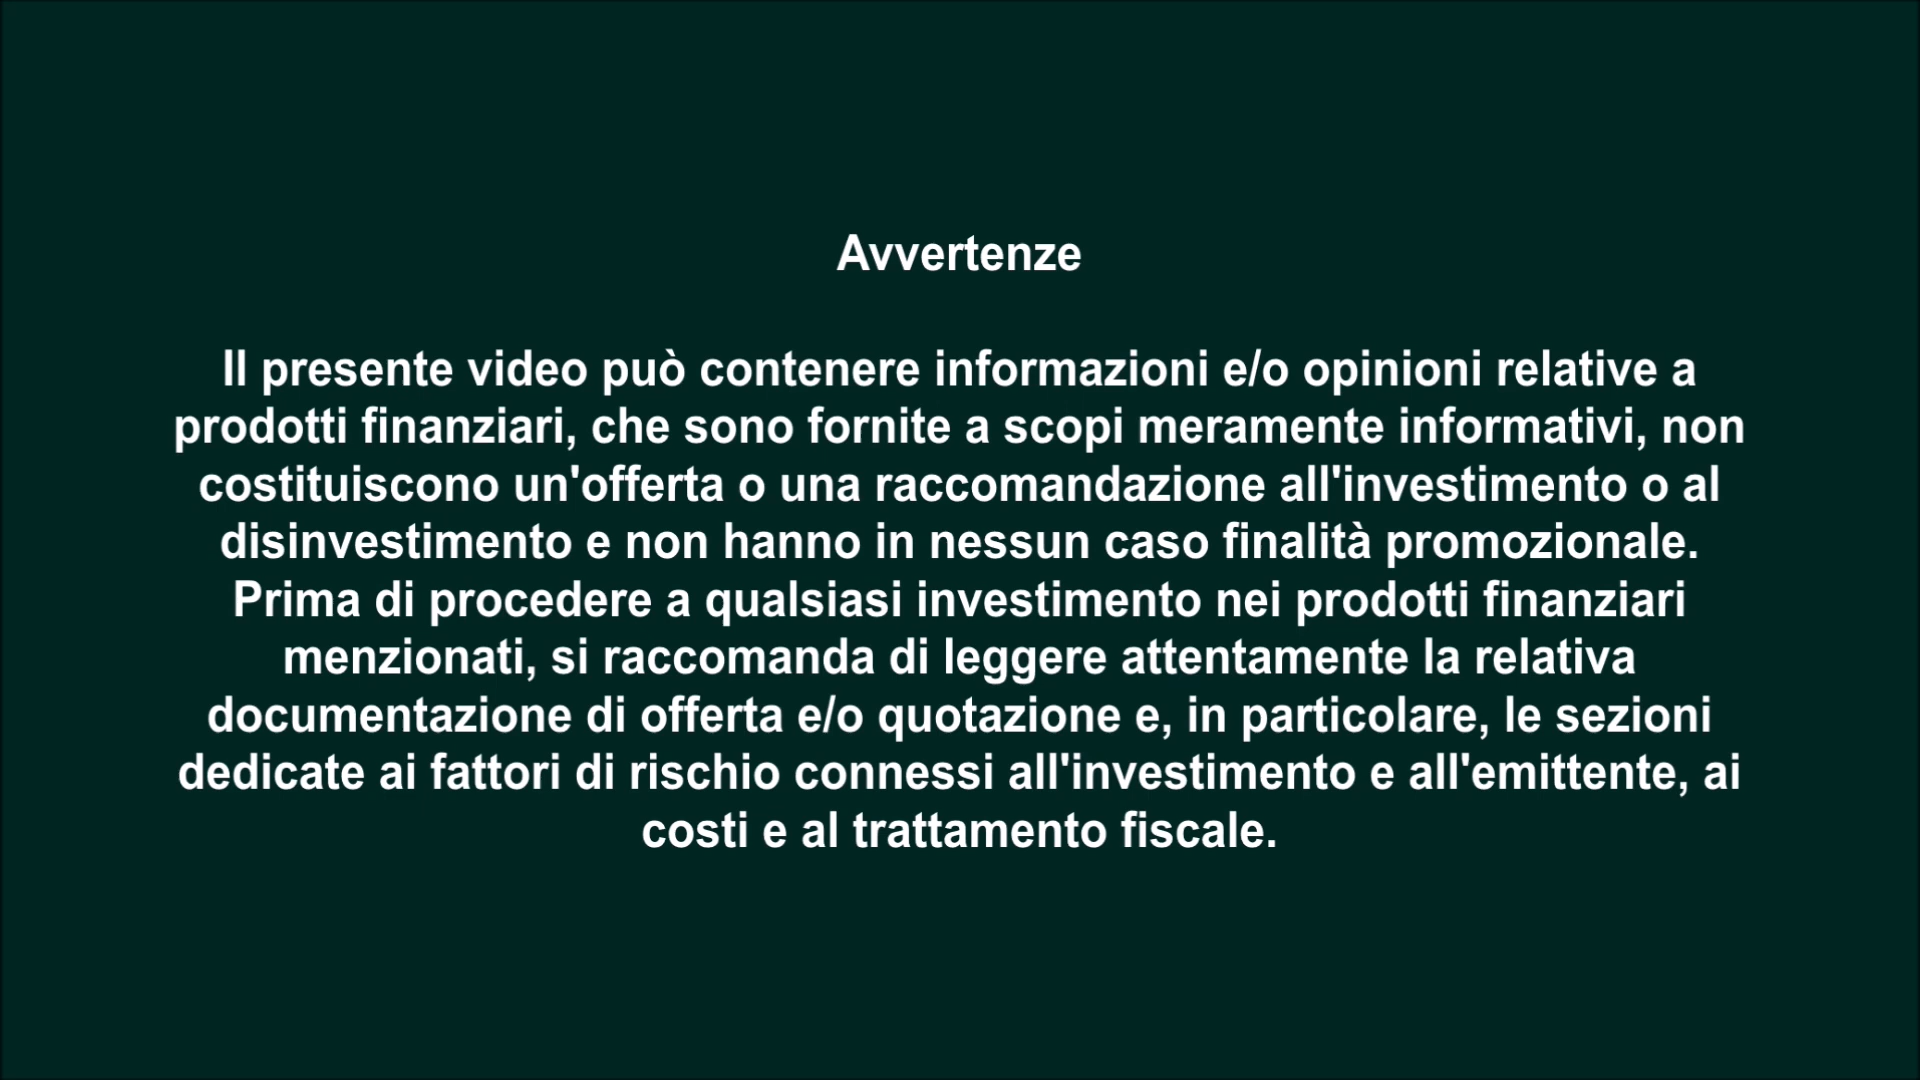 Avvertenze
Il presente video può contenere informazioni e/o opinioni relative a
prodotti finanziari, che sono fornite a scopi meramente informativi, non
costituiscono un'offerta o una raccomandazione all'investimento o al
disinvestimento e non hanno in nessun caso finalità promozionale.
Prima di procedere a qualsiasi investimento nei prodotti finanziari
menzionati, si raccomanda di leggere attentamente la relativa
documentazione di offerta e/o quotazione e, in particolare, le sezioni
dedicate ai fattori di rischio connessi all'investimento e all'emittente, ai
costi e al trattamento fiscale.